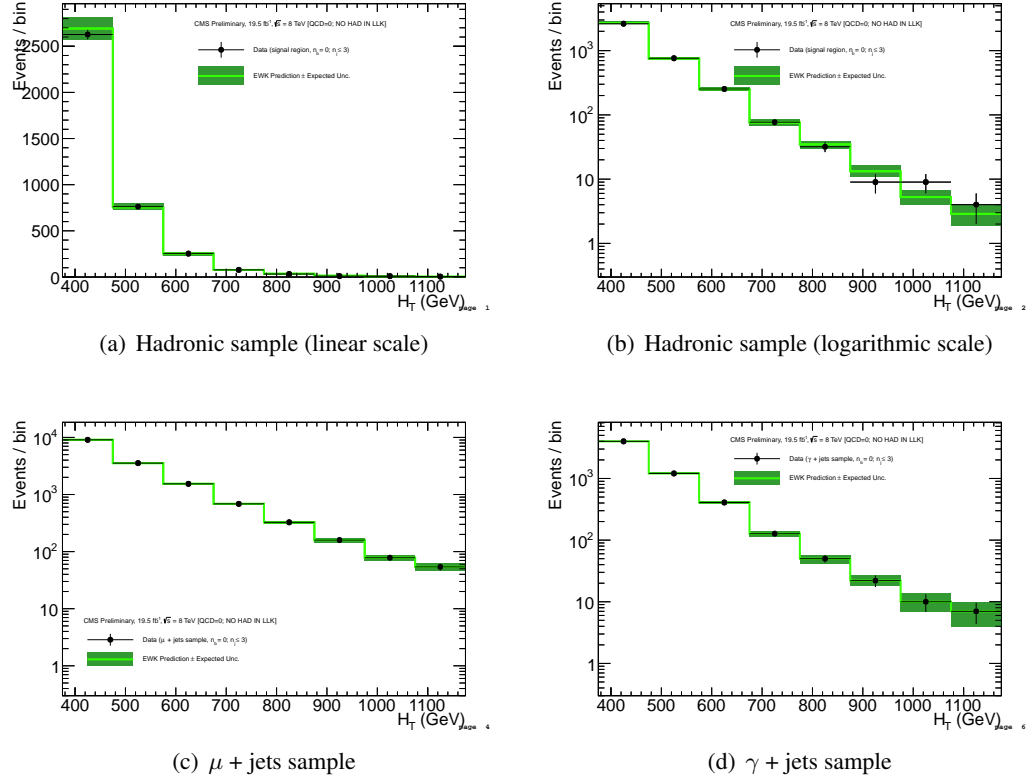 Events / bin
CMS Preliminary, 19.5 fb⁻¹, √s = 8 TeV [QCD=0; NO HAD IN LLK]
Data (signal region, n_b = 0; n_j ≤ 3)
EWK Prediction ± Expected Unc.
2500
2000
1500
1000
500
0
400 500 600 700 800 900 1000 1100
H_T (GeV)
page 1
(a) Hadronic sample (linear scale)
Events / bin
CMS Preliminary, 19.5 fb⁻¹, √s = 8 TeV [QCD=0; NO HAD IN LLK]
Data (signal region, n_b = 0; n_j ≤ 3)
EWK Prediction ± Expected Unc.
10³
10²
10
1
400 500 600 700 800 900 1000 1100
H_T (GeV)
page 2
(b) Hadronic sample (logarithmic scale)
Events / bin
10⁴
10³
10²
10
1
CMS Preliminary, 19.5 fb⁻¹, √s = 8 TeV [QCD=0; NO HAD IN LLK]
Data (μ + jets sample, n_b = 0; n_j ≤ 3)
EWK Prediction ± Expected Unc.
400 500 600 700 800 900 1000 1100
H_T (GeV)
page 4
(c) μ + jets sample
Events / bin
CMS Preliminary, 19.5 fb⁻¹, √s = 8 TeV [QCD=0; NO HAD IN LLK]
Data (γ + jets sample, n_b = 0; n_j ≤ 3)
EWK Prediction ± Expected Unc.
10³
10²
10
1
400 500 600 700 800 900 1000 1100
H_T (GeV)
page 6
(d) γ + jets sample